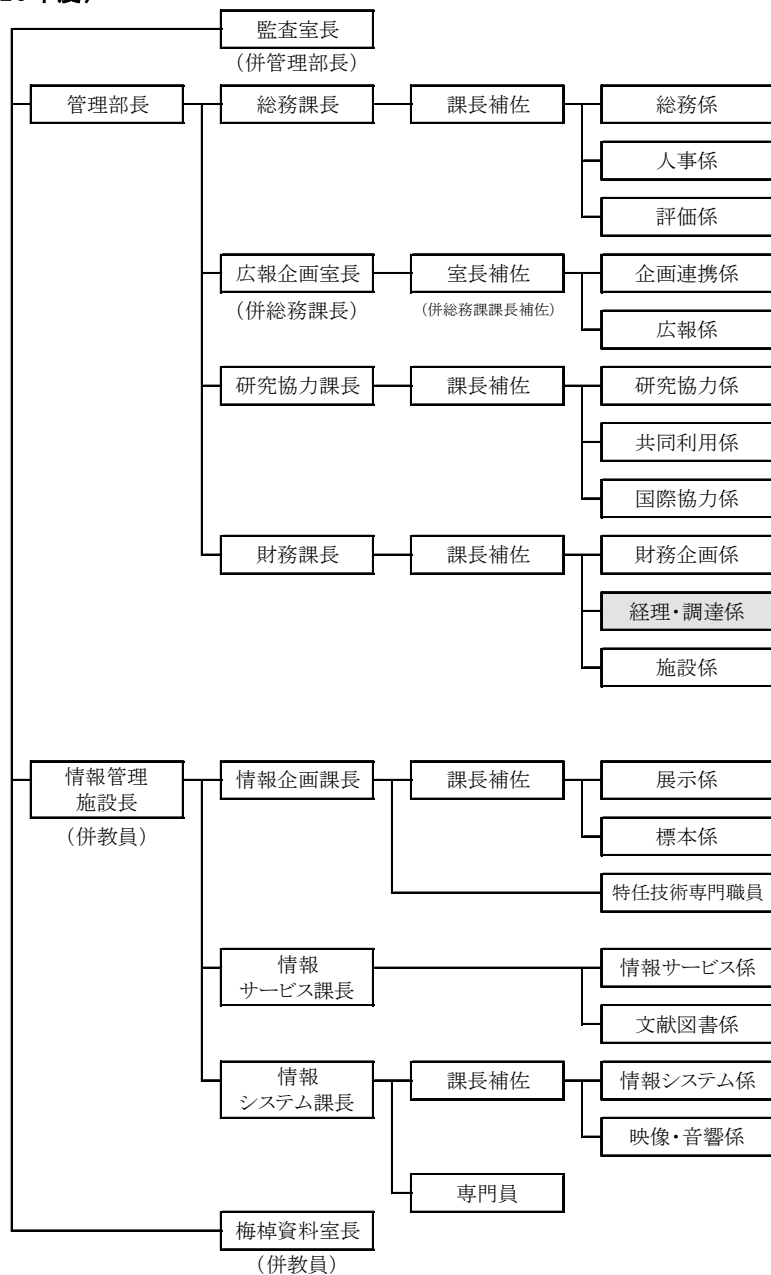 監査室長
（併管理部長）
管理部長
総務課長
課長補佐
総務係
人事係
評価係
広報企画室長
（併総務課長）
室長補佐
（併総務課課長補佐）
企画連携係
広報係
研究協力課長
課長補佐
研究協力係
共同利用係
国際協力係
財務課長
課長補佐
財務企画係
経理・調達係
施設係
情報管理
施設長
（併教員）
情報企画課長
課長補佐
展示係
標本係
特任技術専門職員
情報
サービス課長
情報サービス係
文献図書係
情報
システム課長
課長補佐
情報システム係
映像・音響係
専門員
梅棹資料室長
（併教員）